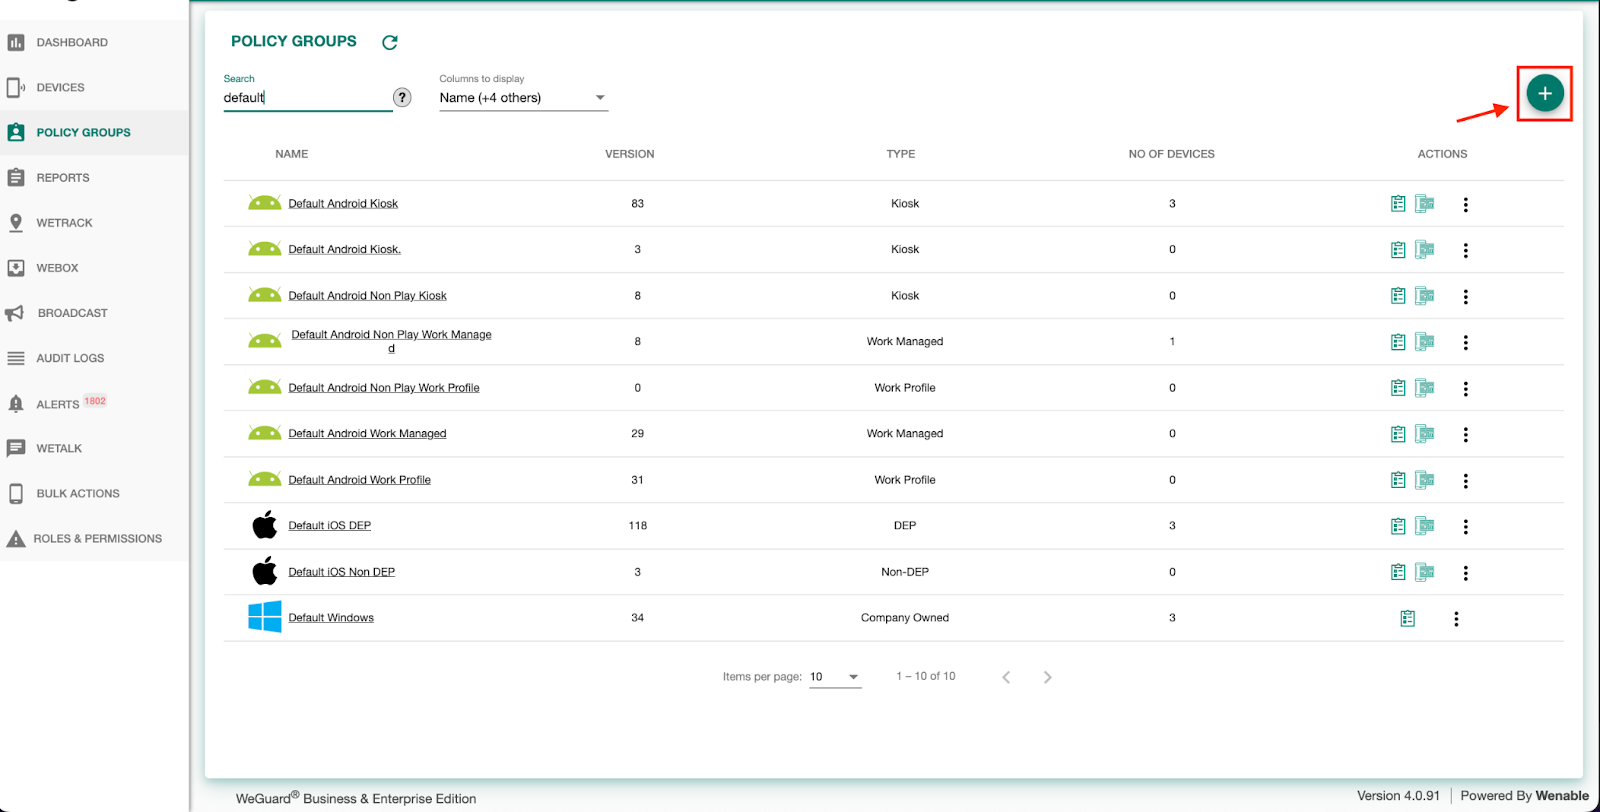 DASHBOARD
DEVICES
POLICY GROUPS
REPORTS
WETRACK
WEBOX
BROADCAST
AUDIT LOGS
ALERTS 1802
WETALK
BULK ACTIONS
ROLES & PERMISSIONS
POLICY GROUPS
Search
default
?
Columns to display
Name (+4 others)
+
NAME VERSION TYPE NO OF DEVICES ACTIONS
Default Android Kiosk 83 Kiosk 3
Default Android Kiosk. 3 Kiosk 0
Default Android Non Play Kiosk 8 Kiosk 0
Default Android Non Play Work Manage
d 8 Work Managed 1
Default Android Non Play Work Profile 0 Work Profile 0
Default Android Work Managed 29 Work Managed 0
Default Android Work Profile 31 Work Profile 0
Default iOS DEP 118 DEP 3
Default iOS Non DEP 3 Non-DEP 0
Default Windows 34 Company Owned 3
Items per page: 10 1 – 10 of 10
WeGuard® Business & Enterprise Edition
Version 4.0.91 Powered By Wenable